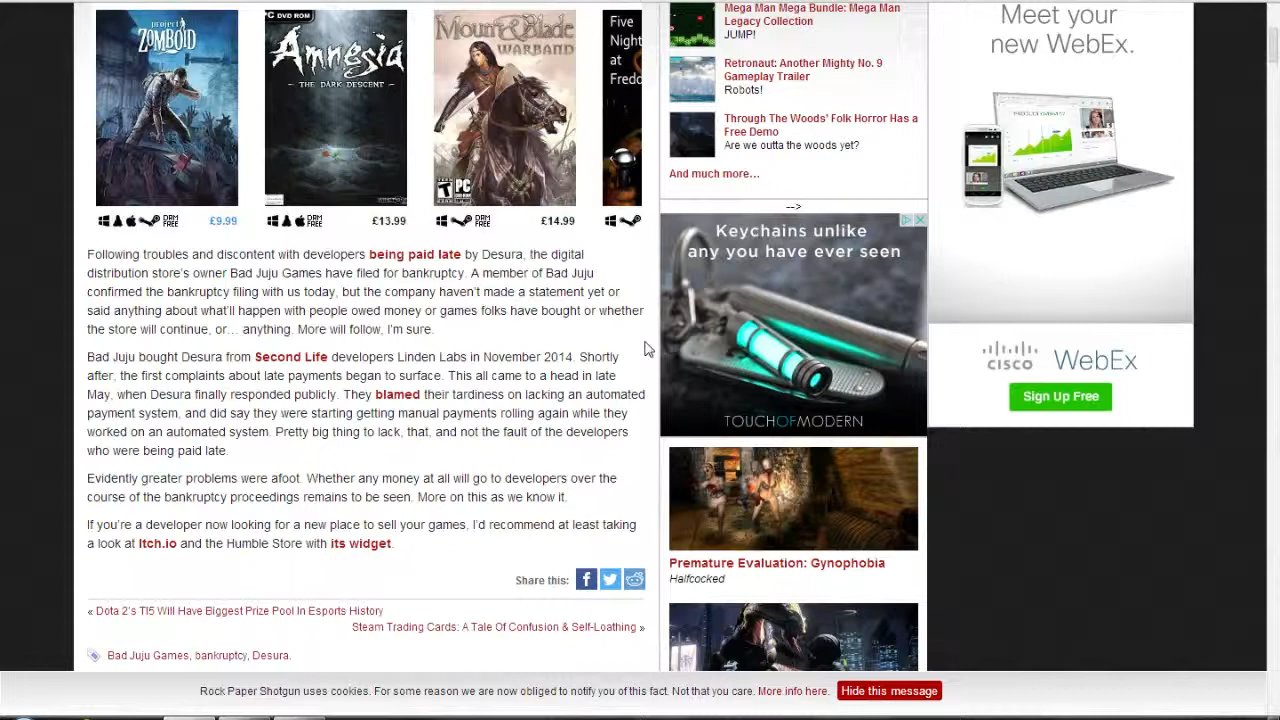 project
ZOMBOID
PC DVD ROM
Amnesia
THE DARK DESCENT
Mount&Blade
WARBAND
PC
Five
Night
at
Fredd
DRM
FREE
£9.99
DRM
FREE
£13.99
DRM
FREE
£14.99
Following troubles and discontent with developers being paid late by Desura, the digital
distribution store's owner Bad Juju Games have filed for bankruptcy. A member of Bad Juju
confirmed the bankruptcy filing with us today, but the company haven't made a statement yet or
said anything about what'll happen with people owed money or games folks have bought or whether
the store will continue, or… anything. More will follow, I'm sure.
Bad Juju bought Desura from Second Life developers Linden Labs in November 2014. Shortly
after, the first complaints about late payments began to surface. This all came to a head in late
May, when Desura finally responded publicly. They blamed their tardiness on lacking an automated
payment system, and did say they were starting getting manual payments rolling again while they
worked on an automated system. Pretty big thing to lack, that, and not the fault of the developers
who were being paid late.
Evidently greater problems were afoot. Whether any money at all will go to developers over the
course of the bankruptcy proceedings remains to be seen. More on this as we know it.
If you're a developer now looking for a new place to sell your games, I'd recommend at least taking
a look at Itch.io and the Humble Store with its widget.
Share this:
« Dota 2's TI5 Will Have Biggest Prize Pool In Esports History
Steam Trading Cards: A Tale Of Confusion & Self-Loathing »
Bad Juju Games, bankruptcy, Desura.
Mega Man Mega Bundle: Mega Man
Legacy Collection
JUMP!
Retronaut: Another Mighty No. 9
Gameplay Trailer
Robots!
Through The Woods' Folk Horror Has a
Free Demo
Are we outta the woods yet?
And much more…
-->
Keychains unlike
any you have ever seen
TOUCHOFMODERN
Premature Evaluation: Gynophobia
Halfcocked
Meet your
new WebEx.
CISCO WebEx
Sign Up Free
Rock Paper Shotgun uses cookies. For some reason we are now obliged to notify you of this fact. Not that you care. More info here. Hide this message